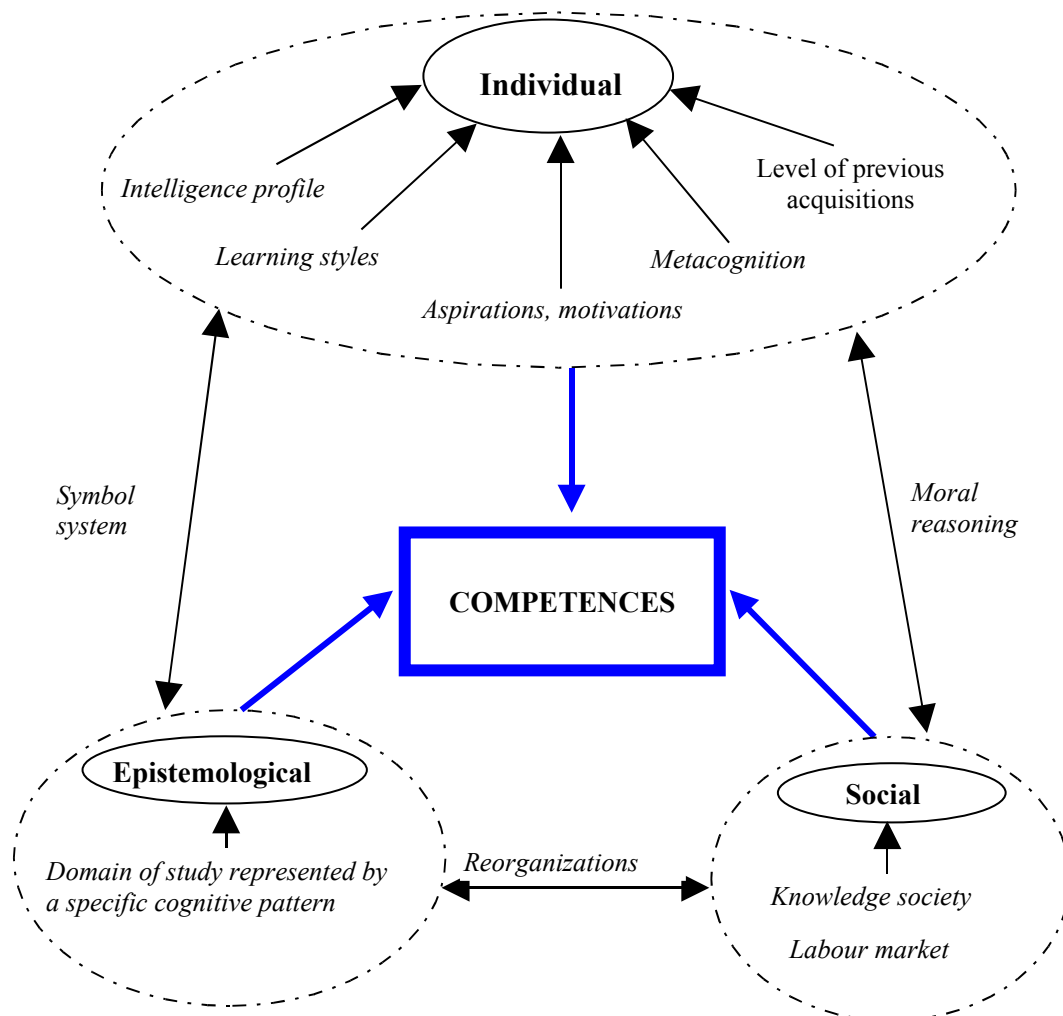 Individual
Intelligence profile
Level of previous
acquisitions
Learning styles
Metacognition
Aspirations, motivations
Symbol
system
Moral
reasoning
COMPETENCES
Epistemological
Social
Domain of study represented by
a specific cognitive pattern
Reorganizations
Knowledge society
Labour market